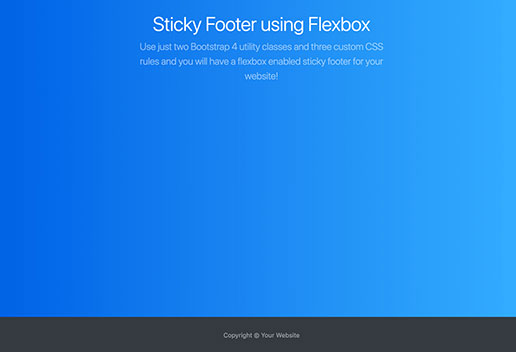 Sticky Footer using Flexbox
Use just two Bootstrap 4 utility classes and three custom CSS
rules and you will have a flexbox enabled sticky footer for your
website!
Copyright © Your Website